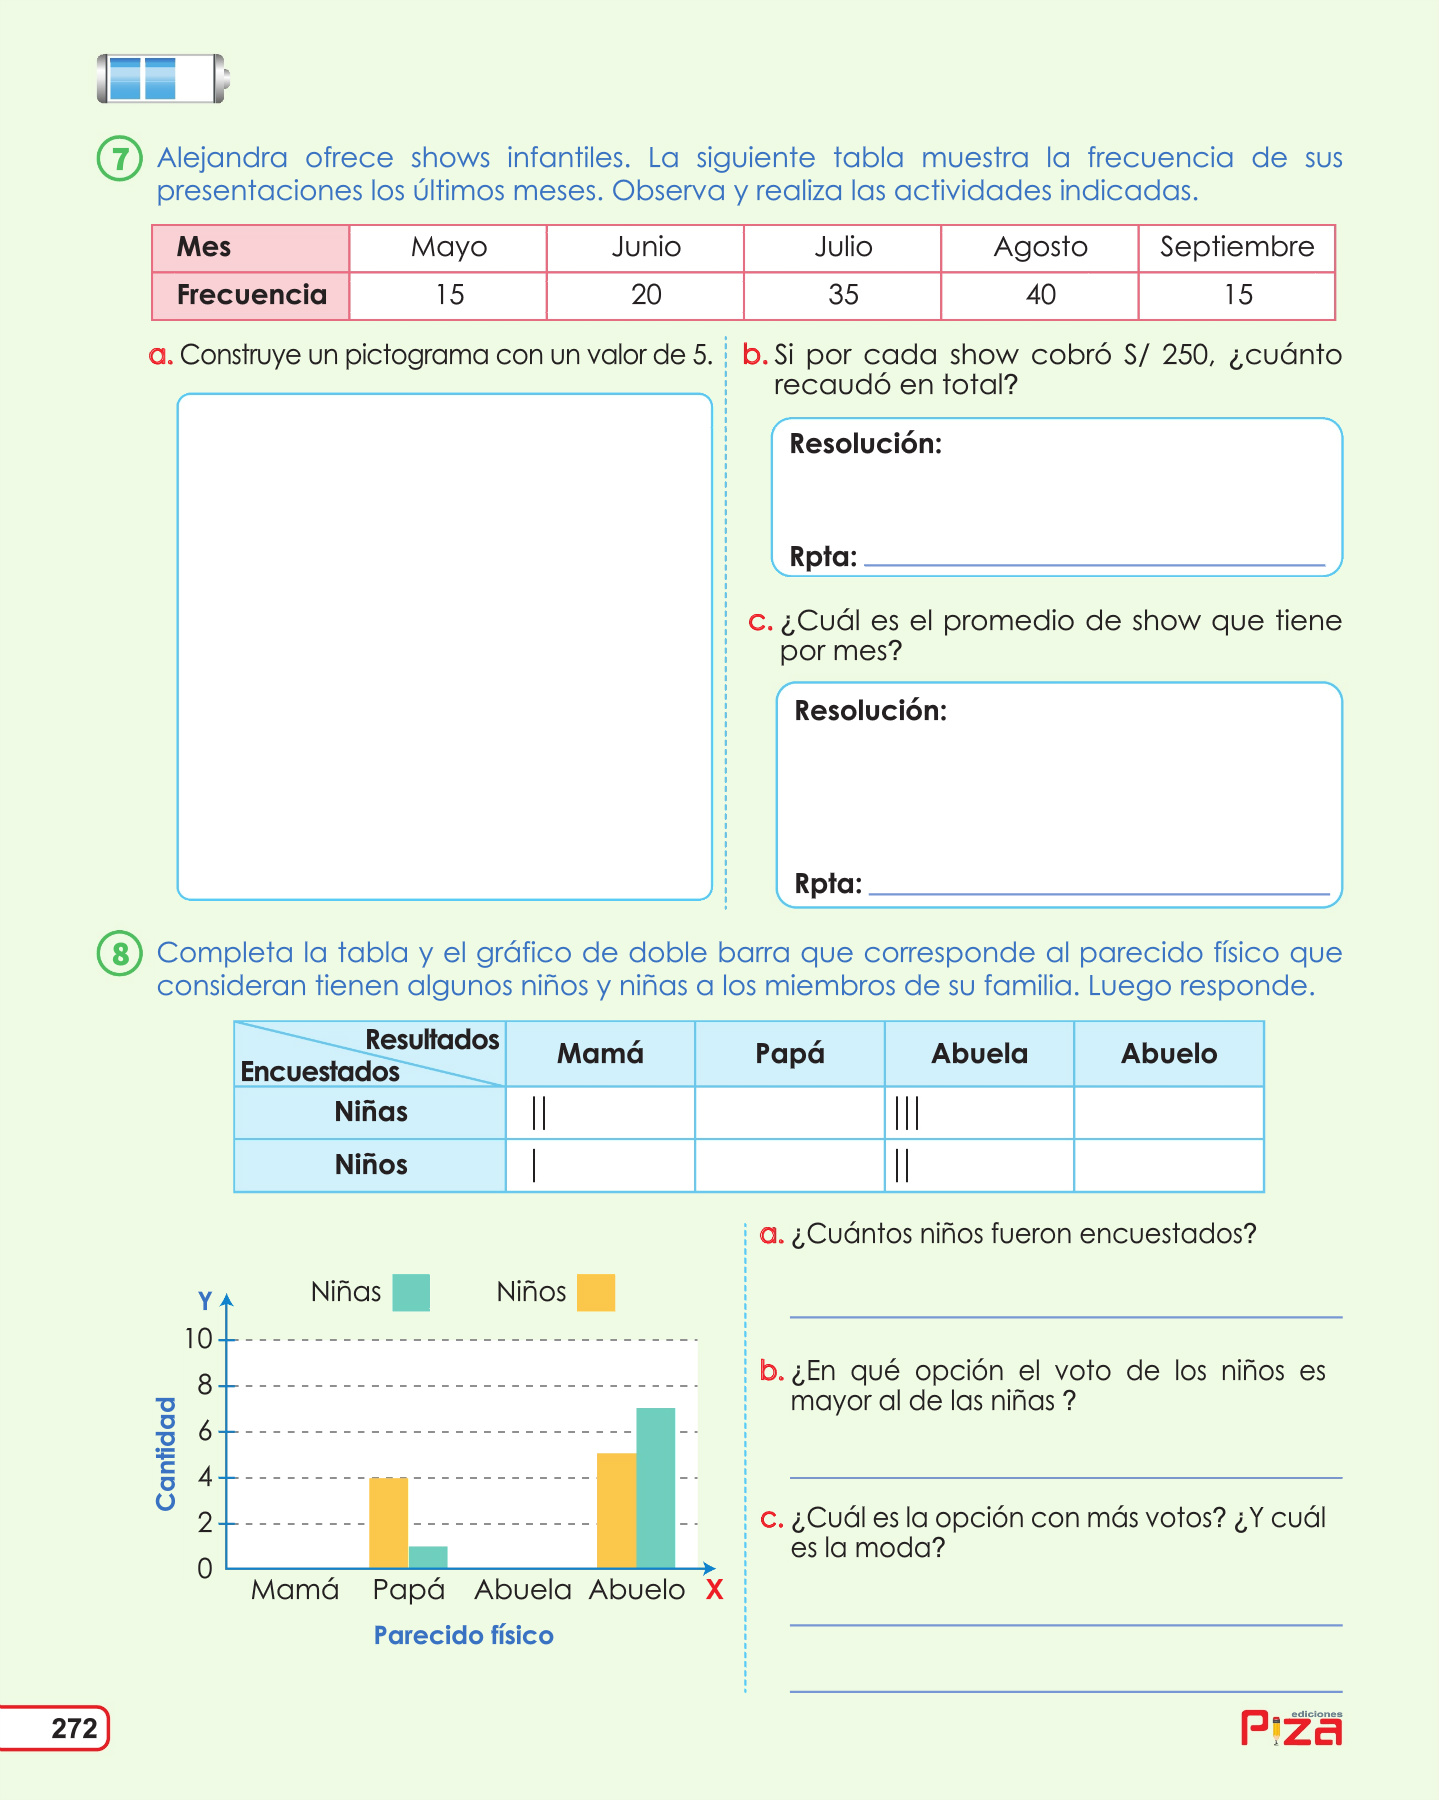 7 Alejandra ofrece shows infantiles. La siguiente tabla muestra la frecuencia de sus
presentaciones los últimos meses. Observa y realiza las actividades indicadas.
Mes Mayo Junio Julio Agosto Septiembre
Frecuencia 15 20 35 40 15
a. Construye un pictograma con un valor de 5.
b. Si por cada show cobró S/ 250, ¿cuánto
recaudó en total?
Resolución:
Rpta:
c. ¿Cuál es el promedio de show que tiene
por mes?
Resolución:
Rpta:
8 Completa la tabla y el gráfico de doble barra que corresponde al parecido físico que
consideran tienen algunos niños y niñas a los miembros de su familia. Luego responde.
Resultados
Encuestados
Mamá Papá Abuela Abuelo
Niñas || |||
Niños | ||
Niñas Niños
Y
10
8
6
4
2
0
Cantidad
Mamá Papá Abuela Abuelo X
Parecido físico
a. ¿Cuántos niños fueron encuestados?
b. ¿En qué opción el voto de los niños es
mayor al de las niñas ?
c. ¿Cuál es la opción con más votos? ¿Y cuál
es la moda?
272
ediciones
Piza